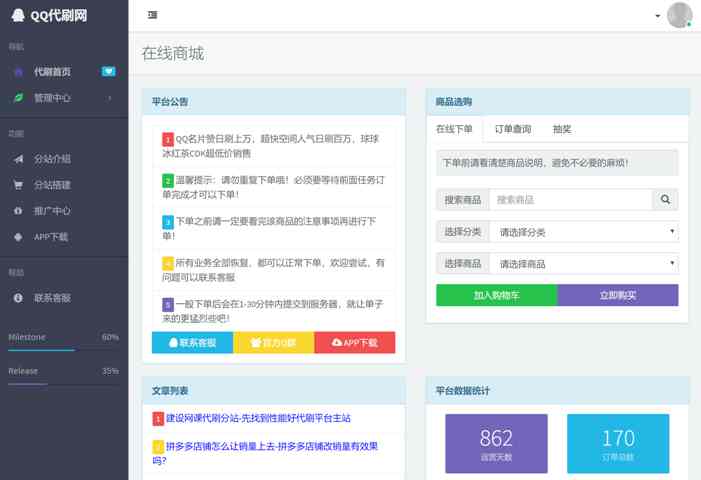 QQ代刷网
导航
代刷首页
管理中心
功能
分站介绍
分站搭建
推广中心
APP下载
帮助
联系客服
Milestone 60%
Release 35%
在线商城
平台公告
1 QQ名片赞日刷上万，超快空间人气日刷百万，球球
冰红茶CDK超低价销售
2 温馨提示：请勿重复下单哦！必须要等待前面任务订
单完成才可以下单！
3 下单之前请一定要看完该商品的注意事项再进行下
单！
4 所有业务全部恢复，都可以正常下单，欢迎尝试，有
问题可以联系客服
5 一般下单后会在1-30分钟内提交到服务器，就让单子
来的更猛烈些吧！
联系客服 官方Q群 APP下载
商品选购
在线下单 订单查询 抽奖
下单前请看清楚商品说明，避免不必要的麻烦！
搜索商品 搜索商品
选择分类 请选择分类
选择商品 请选择商品
加入购物车 立即购买
文章列表
1 建设网课代刷分站-先找到性能好代刷平台主站
2 拼多多店铺怎么让销量上去-拼多多店铺改销量有效果
吗?
平台数据统计
862 170
运营天数 订单总数